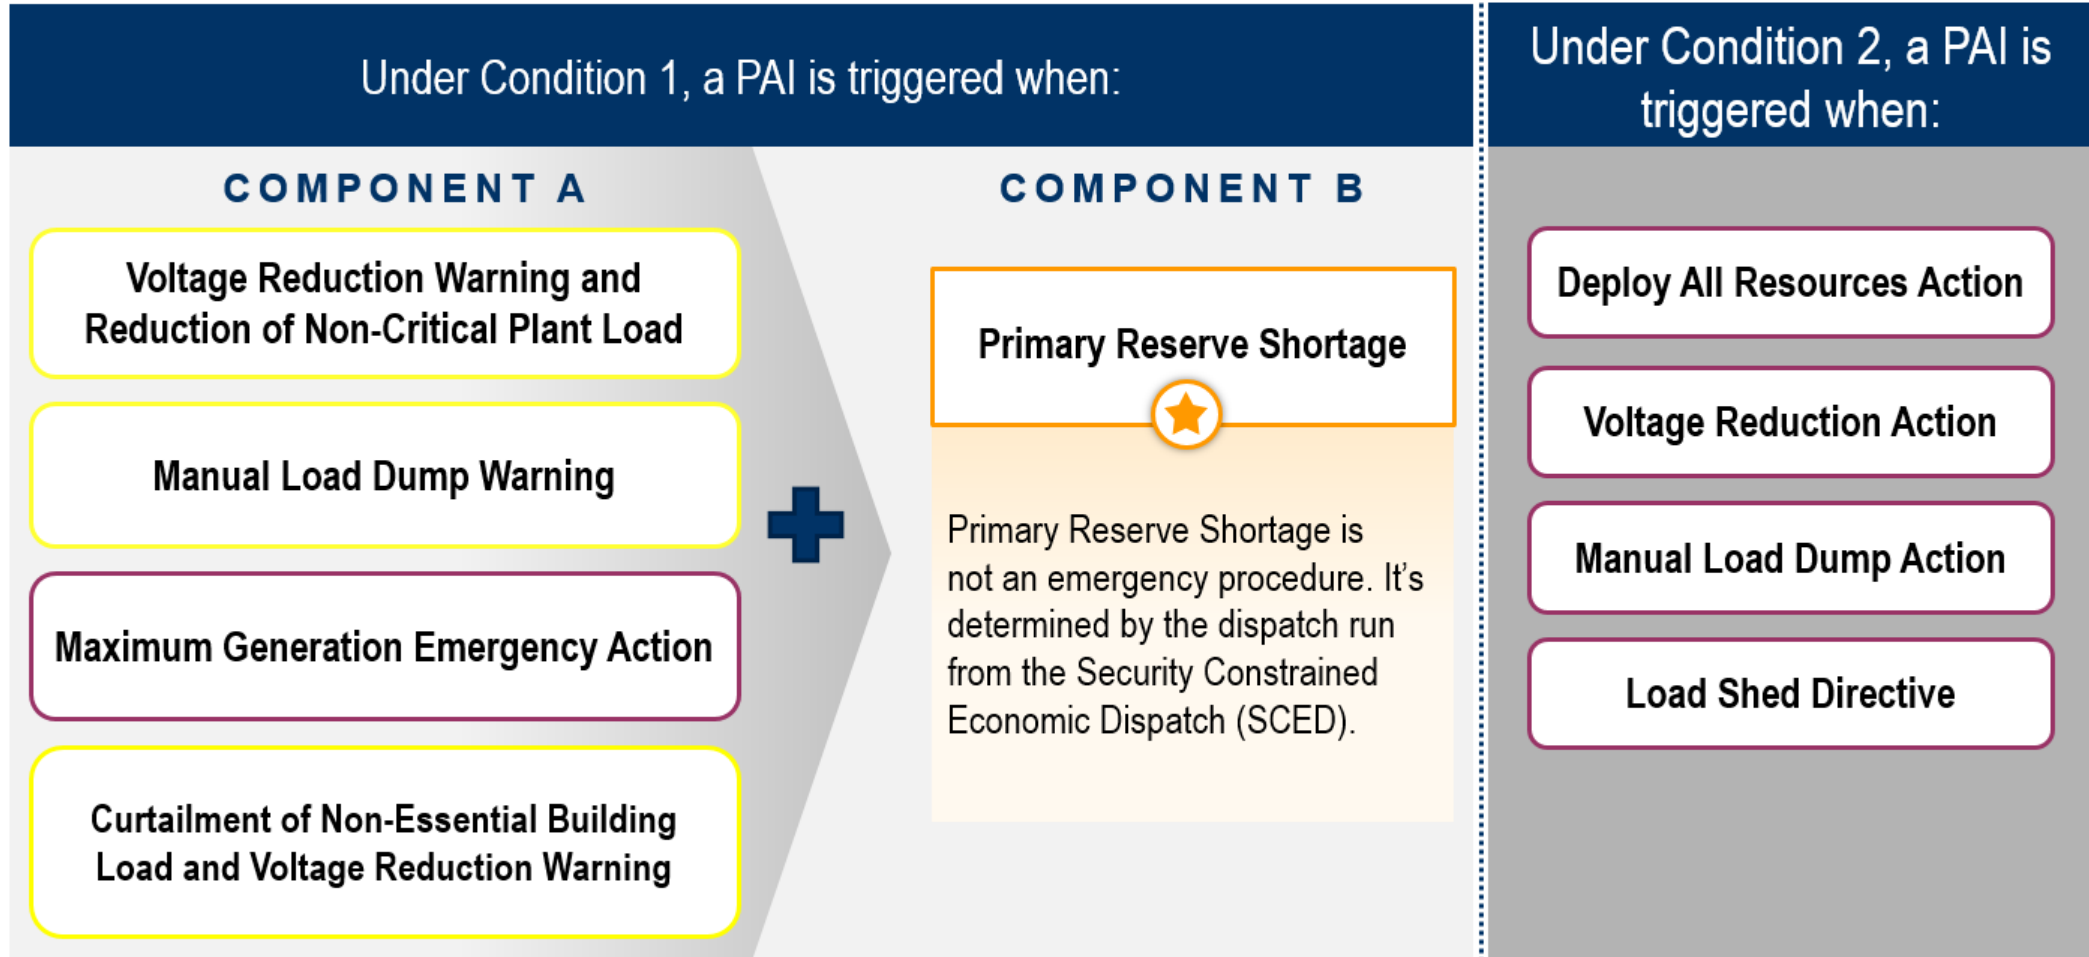 Under Condition 1, a PAI is triggered when:
COMPONENT A
Voltage Reduction Warning and
Reduction of Non-Critical Plant Load
Manual Load Dump Warning
Maximum Generation Emergency Action
Curtailment of Non-Essential Building
Load and Voltage Reduction Warning
COMPONENT B
Primary Reserve Shortage
Primary Reserve Shortage is
not an emergency procedure. It’s
determined by the dispatch run
from the Security Constrained
Economic Dispatch (SCED).
Under Condition 2, a PAI is
triggered when:
Deploy All Resources Action
Voltage Reduction Action
Manual Load Dump Action
Load Shed Directive